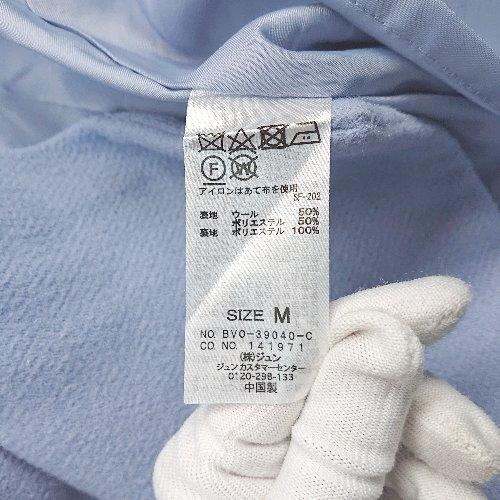 F W
アイロンはあて布を使用
SF-202
表地 ウール 50%
ポリエステル 50%
裏地 ポリエステル 100%
SIZE M
NO. BVO-39040-C
CO. NO. 141971
(株)ジュン
ジュンカスタマーセンター
0120-298-133
中国製